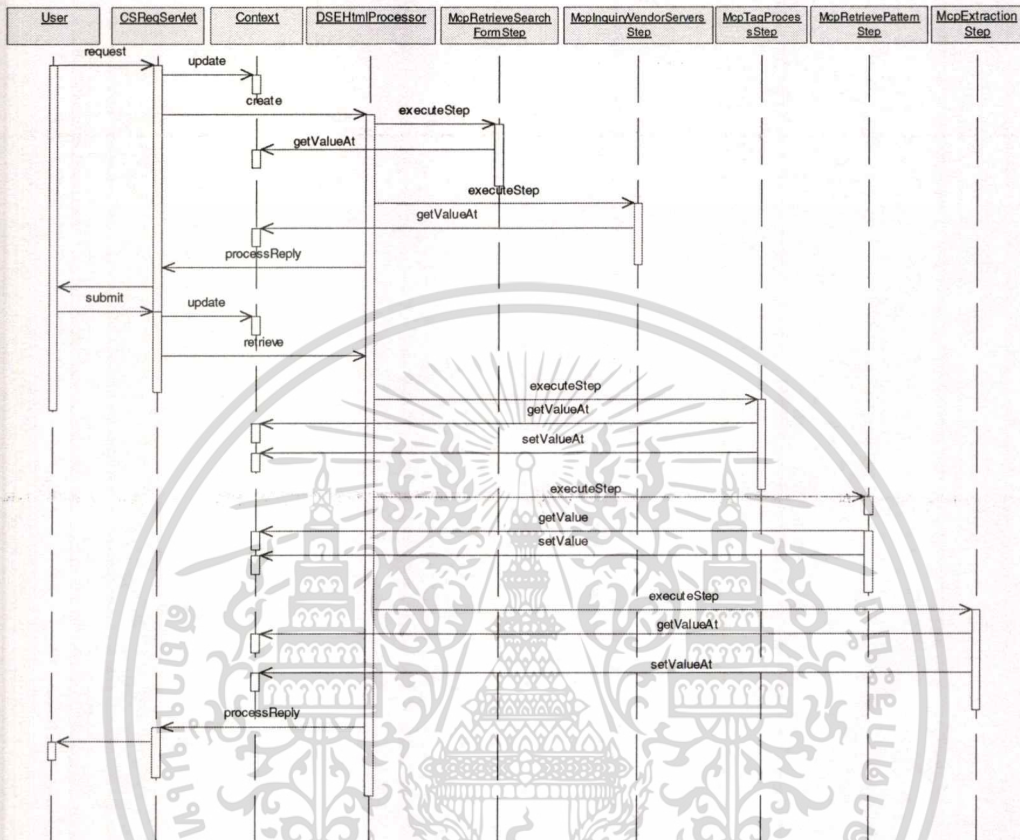 User
CSReqServlet
Context
DSEHtmlProcessor
McpRetrieveSearch
FormStep
McpInquiryVendorServers
Step
McpTagProces
sStep
McpRetrievePattern
Step
McpExtraction
Step
request
update
create
executeStep
getValueAt
executeStep
getValueAt
processReply
submit
update
retrieve
executeStep
getValueAt
setValueAt
executeStep
getValue
setValue
executeStep
getValueAt
setValueAt
processReply